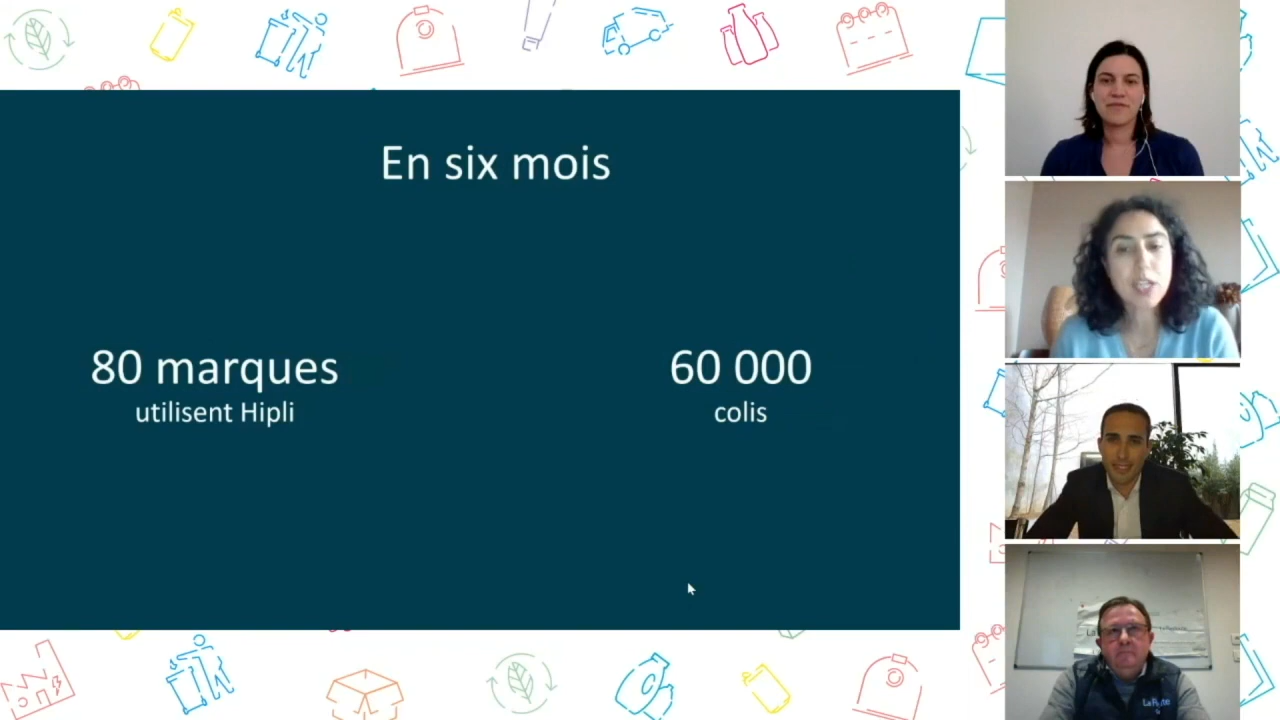 En six mois
80 marques
utilisent Hipli
60 000
colis